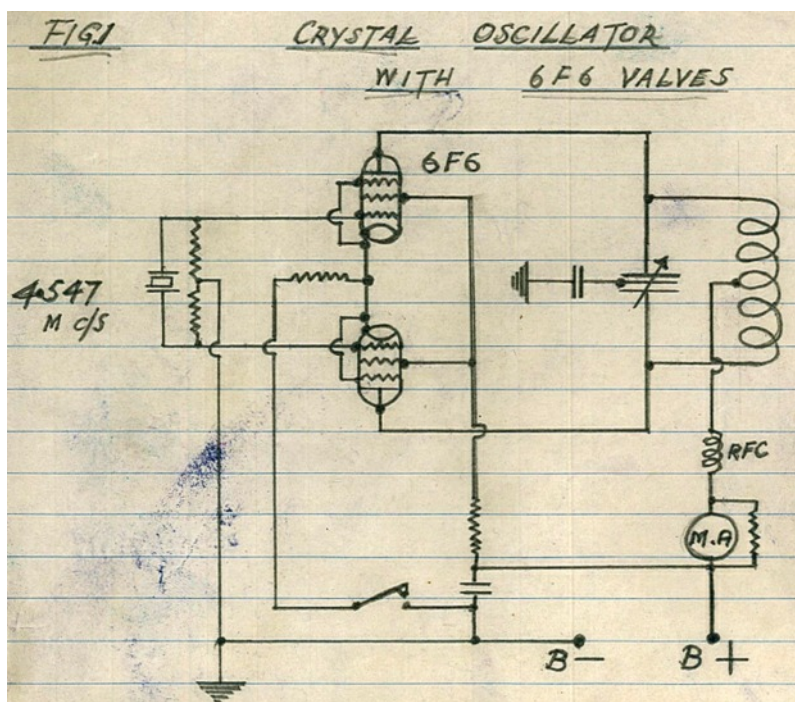 FIG1 CRYSTAL OSCILLATOR
WITH 6F6 VALVES
6F6
4.547
M C/S
RFC
M.A
B- B+